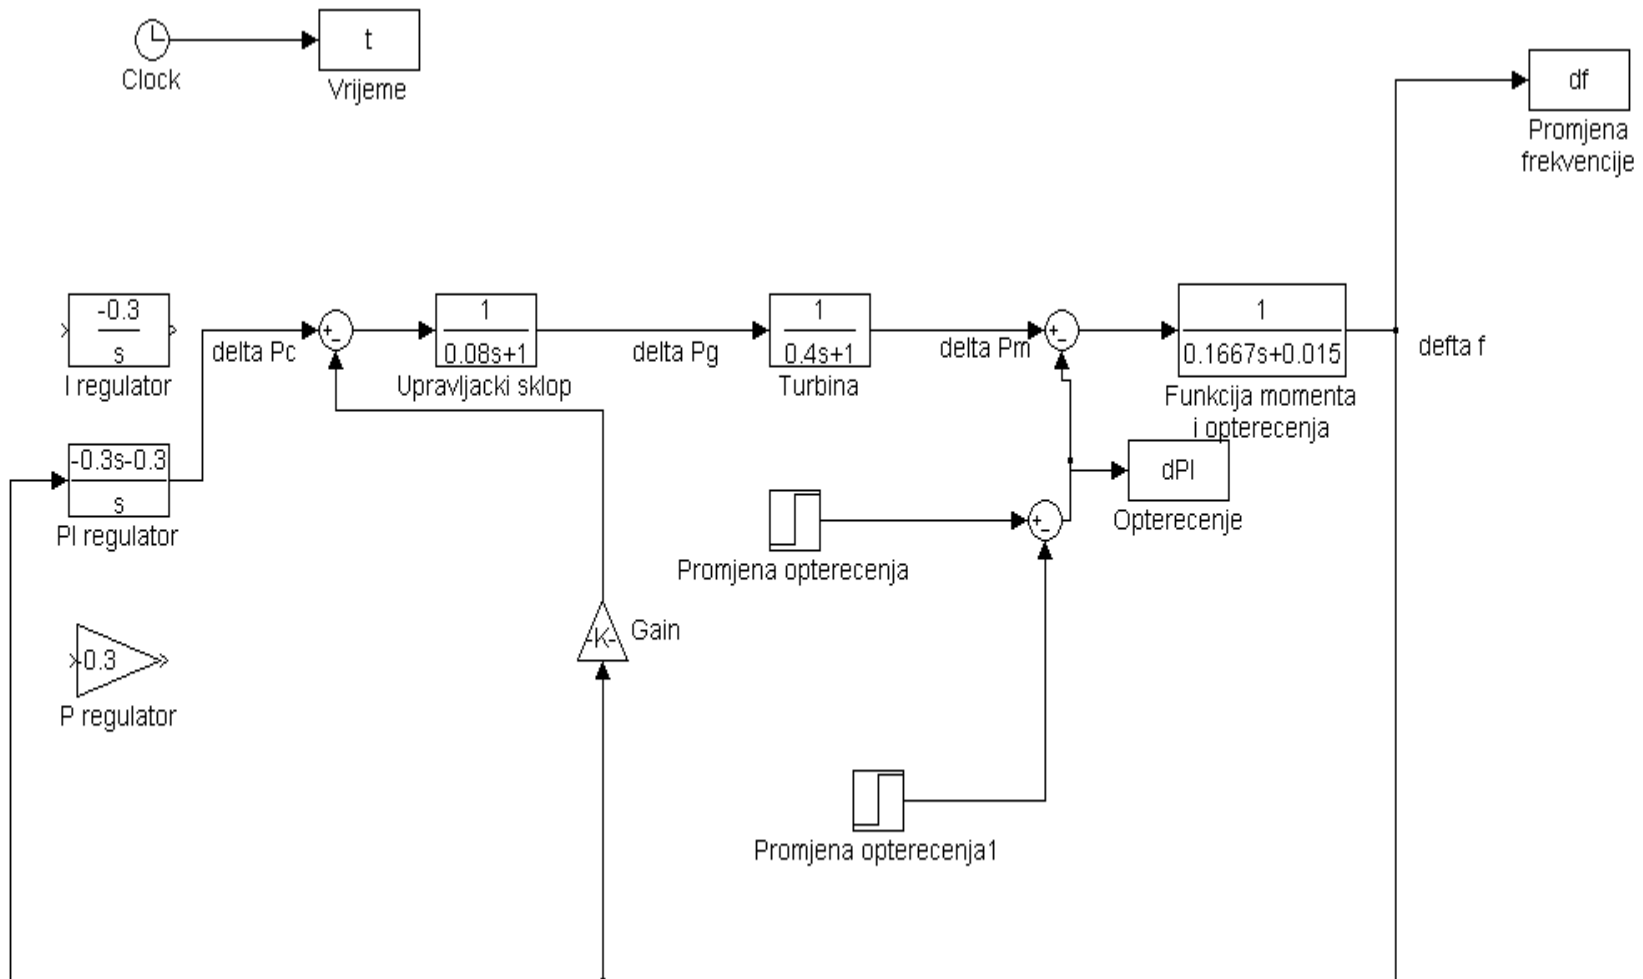 t
Clock
Vrijeme
df
Promjena
frekvencije
-0.3
s
I regulator
delta Pc
1
0.08s+1
Upravljacki sklop
delta Pg
1
0.4s+1
Turbina
delta Pm
1
0.1667s+0.015
Funkcija momenta
i opterecenja
defta f
-0.3s-0.3
s
PI regulator
dPl
Opterecenje
Promjena opterecenja
-K-
Gain
-0.3
P regulator
Promjena opterecenja1